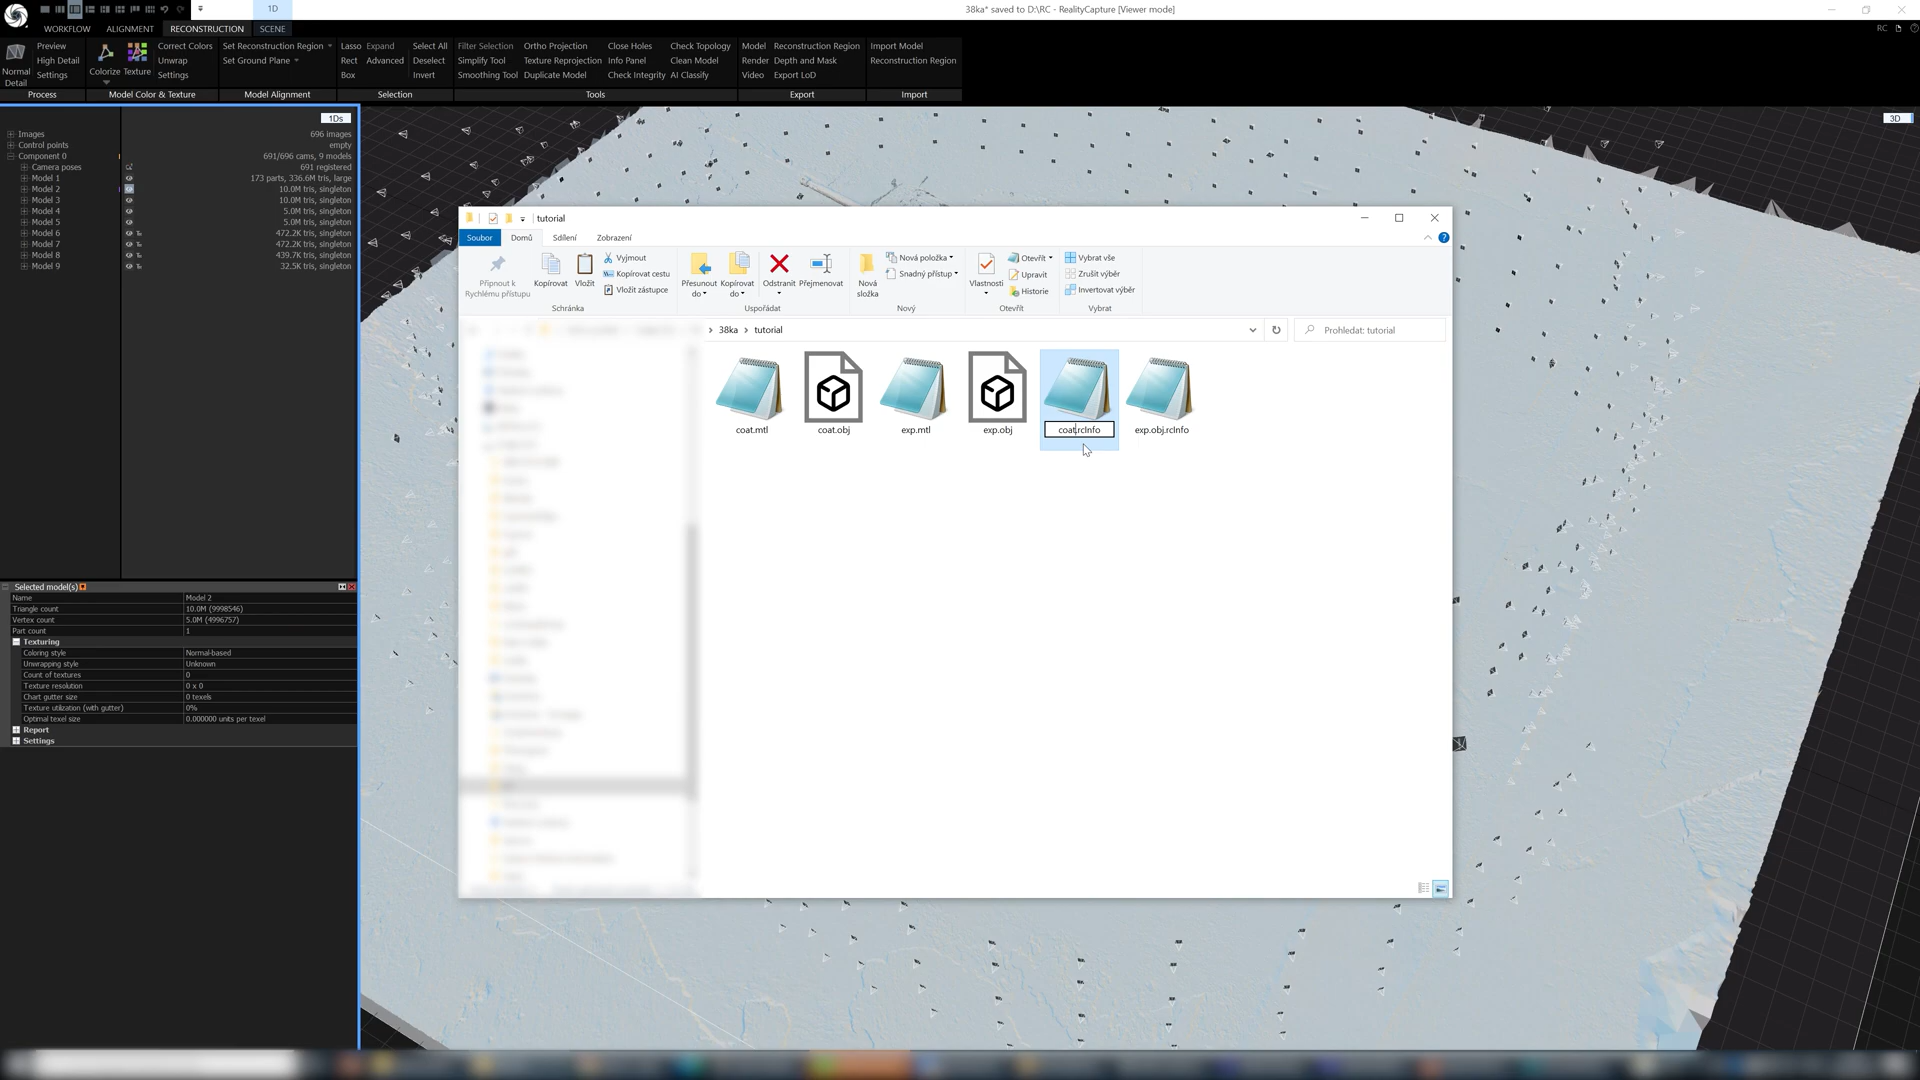 1D
38ka* saved to D:\RC - RealityCapture [Viewer mode]
WORKFLOW ALIGNMENT RECONSTRUCTION SCENE
RC
Preview Correct Colors Set Reconstruction Region Lasso Expand Select All Filter Selection Ortho Projection Close Holes Check Topology Model Reconstruction Region Import Model
High Detail Unwrap Set Ground Plane Rect Advanced Deselect Simplify Tool Texture Reprojection Info Panel Clean Model Render Depth and Mask Reconstruction Region
Normal Detail Settings Colorize Texture Settings Box Invert Smoothing Tool Duplicate Model Check Integrity AI Classify Video Export LoD
Process Model Color & Texture Model Alignment Selection Tools Export Import
1Ds
3D
Images 696 images
Control points empty
Component 0 691/696 cams, 9 models
Camera poses 691 registered
Model 1 173 parts, 336.6M tris, large
Model 2 10.0M tris, singleton
Model 3 10.0M tris, singleton
Model 4 5.0M tris, singleton
Model 5 5.0M tris, singleton
Model 6 472.2K tris, singleton
Model 7 472.2K tris, singleton
Model 8 439.7K tris, singleton
Model 9 32.5K tris, singleton
tutorial
Soubor Domů Sdílení Zobrazení
Připnout k Rychlému přístupu
Kopírovat
Vložit
Vyjmout
Kopírovat cestu
Vložit zástupce
Přesunout do
Kopírovat do
Odstranit
Přejmenovat
Nová složka
Nová položka
Snadný přístup
Vlastnosti
Otevřít
Upravit
Historie
Vybrat vše
Zrušit výběr
Invertovat výběr
Schránka Uspořádat Nový Otevřít Vybrat
38ka tutorial
Prohledat: tutorial
coat.mtl coat.obj exp.mtl exp.obj coat.rcInfo exp.obj.rcInfo
Selected model(s)
Name Model 2
Triangle count 10.0M (9998546)
Vertex count 5.0M (4996757)
Part count 1
Texturing
Coloring style Normal-based
Unwrapping style Unknown
Count of textures 0
Texture resolution 0 x 0
Chart gutter size 0 texels
Texture utilization (with gutter) 0%
Optimal texel size 0.000000 units per texel
Report
Settings